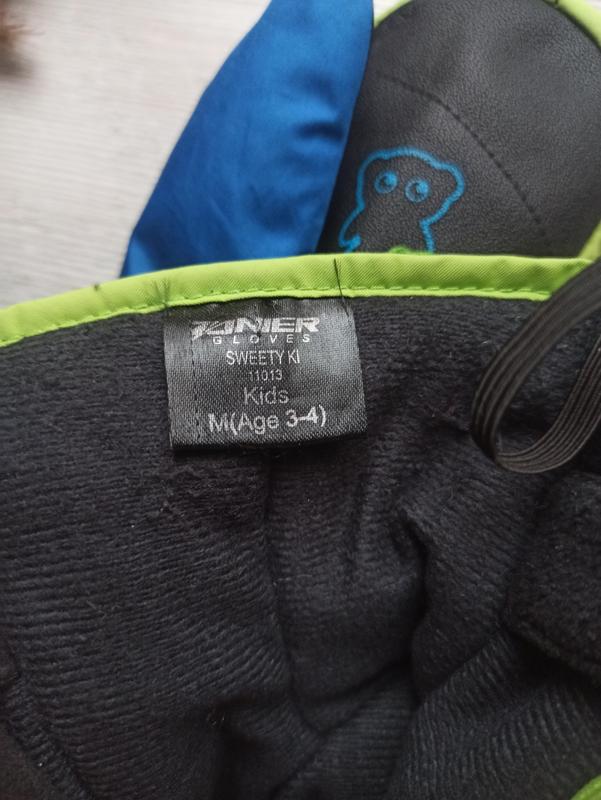 ZANIER
GLOVES
SWEETY KI
11013
Kids
M(Age 3-4)